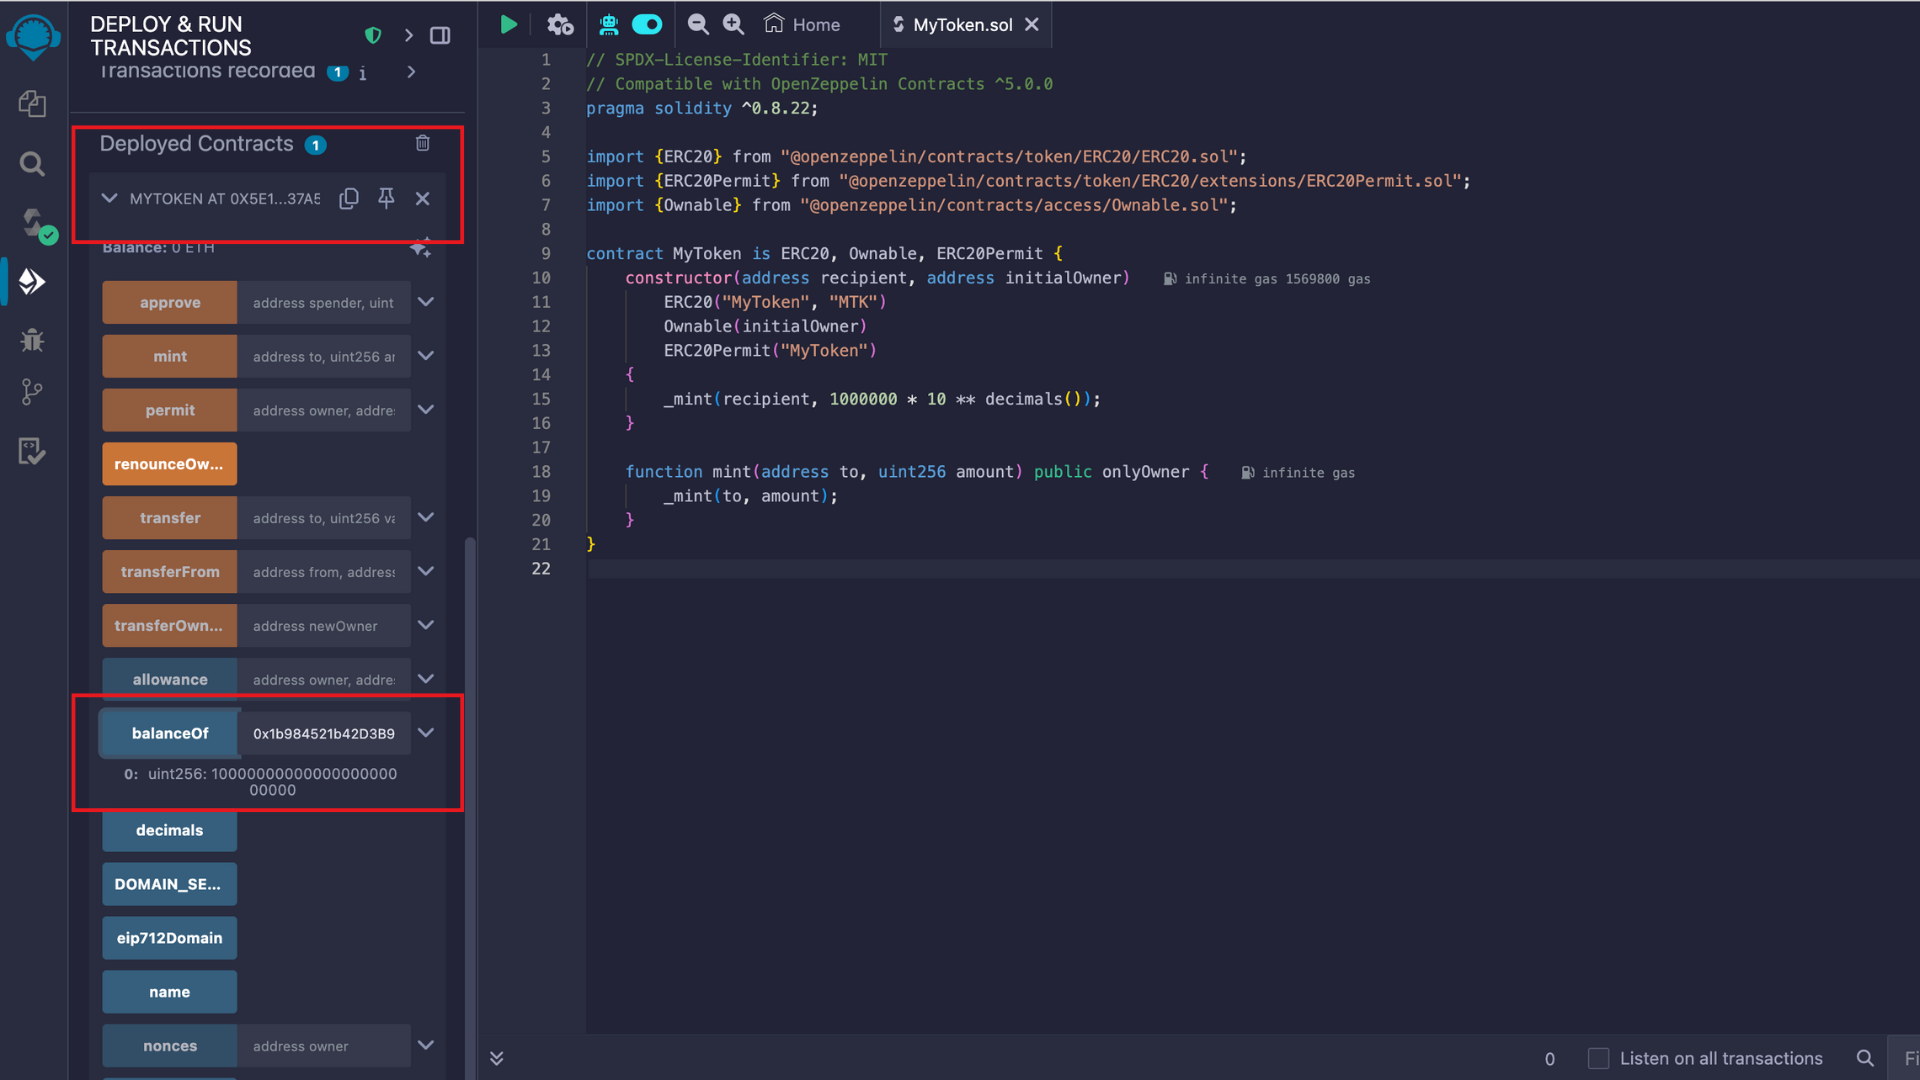 DEPLOY & RUN
TRANSACTIONS
Transactions recorded 1 i
Deployed Contracts 1
MYTOKEN AT 0X5E1...37A5
Balance: 0 ETH
approve address spender, uint
mint address to, uint256 ar
permit address owner, addre:
renounceOw...
transfer address to, uint256 va
transferFrom address from, address
transferOwn... address newOwner
allowance address owner, addre:
balanceOf 0x1b984521b42D3B9
0: uint256: 10000000000000000000
00000
decimals
DOMAIN_SE...
eip712Domain
name
nonces address owner
Home
MyToken.sol
1 // SPDX-License-Identifier: MIT
2 // Compatible with OpenZeppelin Contracts ^5.0.0
3 pragma solidity ^0.8.22;
4
5 import {ERC20} from "@openzeppelin/contracts/token/ERC20/ERC20.sol";
6 import {ERC20Permit} from "@openzeppelin/contracts/token/ERC20/extensions/ERC20Permit.sol";
7 import {Ownable} from "@openzeppelin/contracts/access/Ownable.sol";
8
9 contract MyToken is ERC20, Ownable, ERC20Permit {
10 constructor(address recipient, address initialOwner) infinite gas 1569800 gas
11 ERC20("MyToken", "MTK")
12 Ownable(initialOwner)
13 ERC20Permit("MyToken")
14 {
15 _mint(recipient, 1000000 * 10 ** decimals());
16 }
17
18 function mint(address to, uint256 amount) public onlyOwner { infinite gas
19 _mint(to, amount);
20 }
21 }
22
0 Listen on all transactions Fi